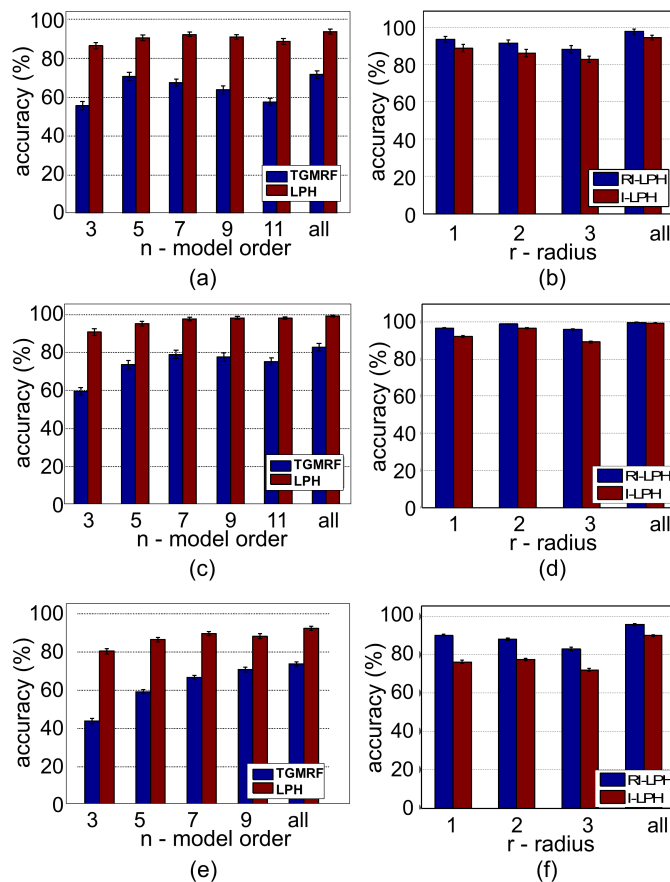 accuracy (%)
100
80
60
40
20
0
TGMRF
LPH
3 5 7 9 11 all
n - model order
(a)
accuracy (%)
100
80
60
40
20
0
RI-LPH
I-LPH
1 2 3 all
r - radius
(b)
accuracy (%)
100
80
60
40
20
0
TGMRF
LPH
3 5 7 9 11 all
n - model order
(c)
accuracy (%)
100
80
60
40
20
0
RI-LPH
I-LPH
1 2 3 all
r - radius
(d)
accuracy (%)
100
80
60
40
20
0
TGMRF
LPH
3 5 7 9 all
n - model order
(e)
accuracy (%)
100
80
60
40
20
0
RI-LPH
I-LPH
1 2 3 all
r - radius
(f)